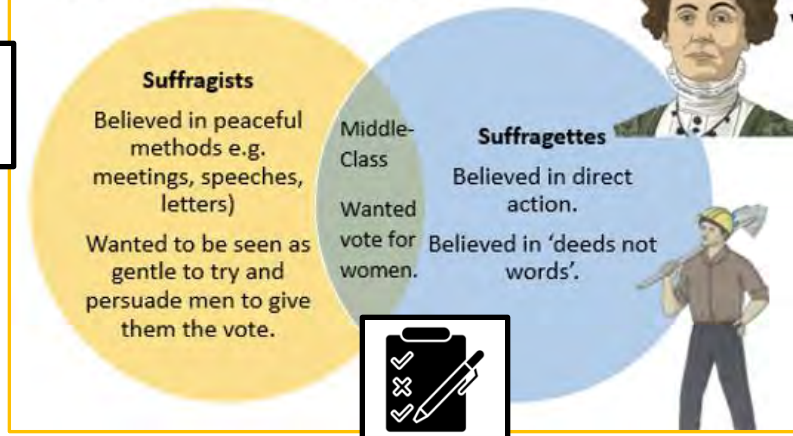 Suffragists
Believed in peaceful
methods e.g.
meetings, speeches,
letters)
Wanted to be seen as
gentle to try and
persuade men to give
them the vote.
Middle-
Class
Wanted
vote for
women.
Suffragettes
Believed in direct
action.
Believed in ‘deeds not
words’.